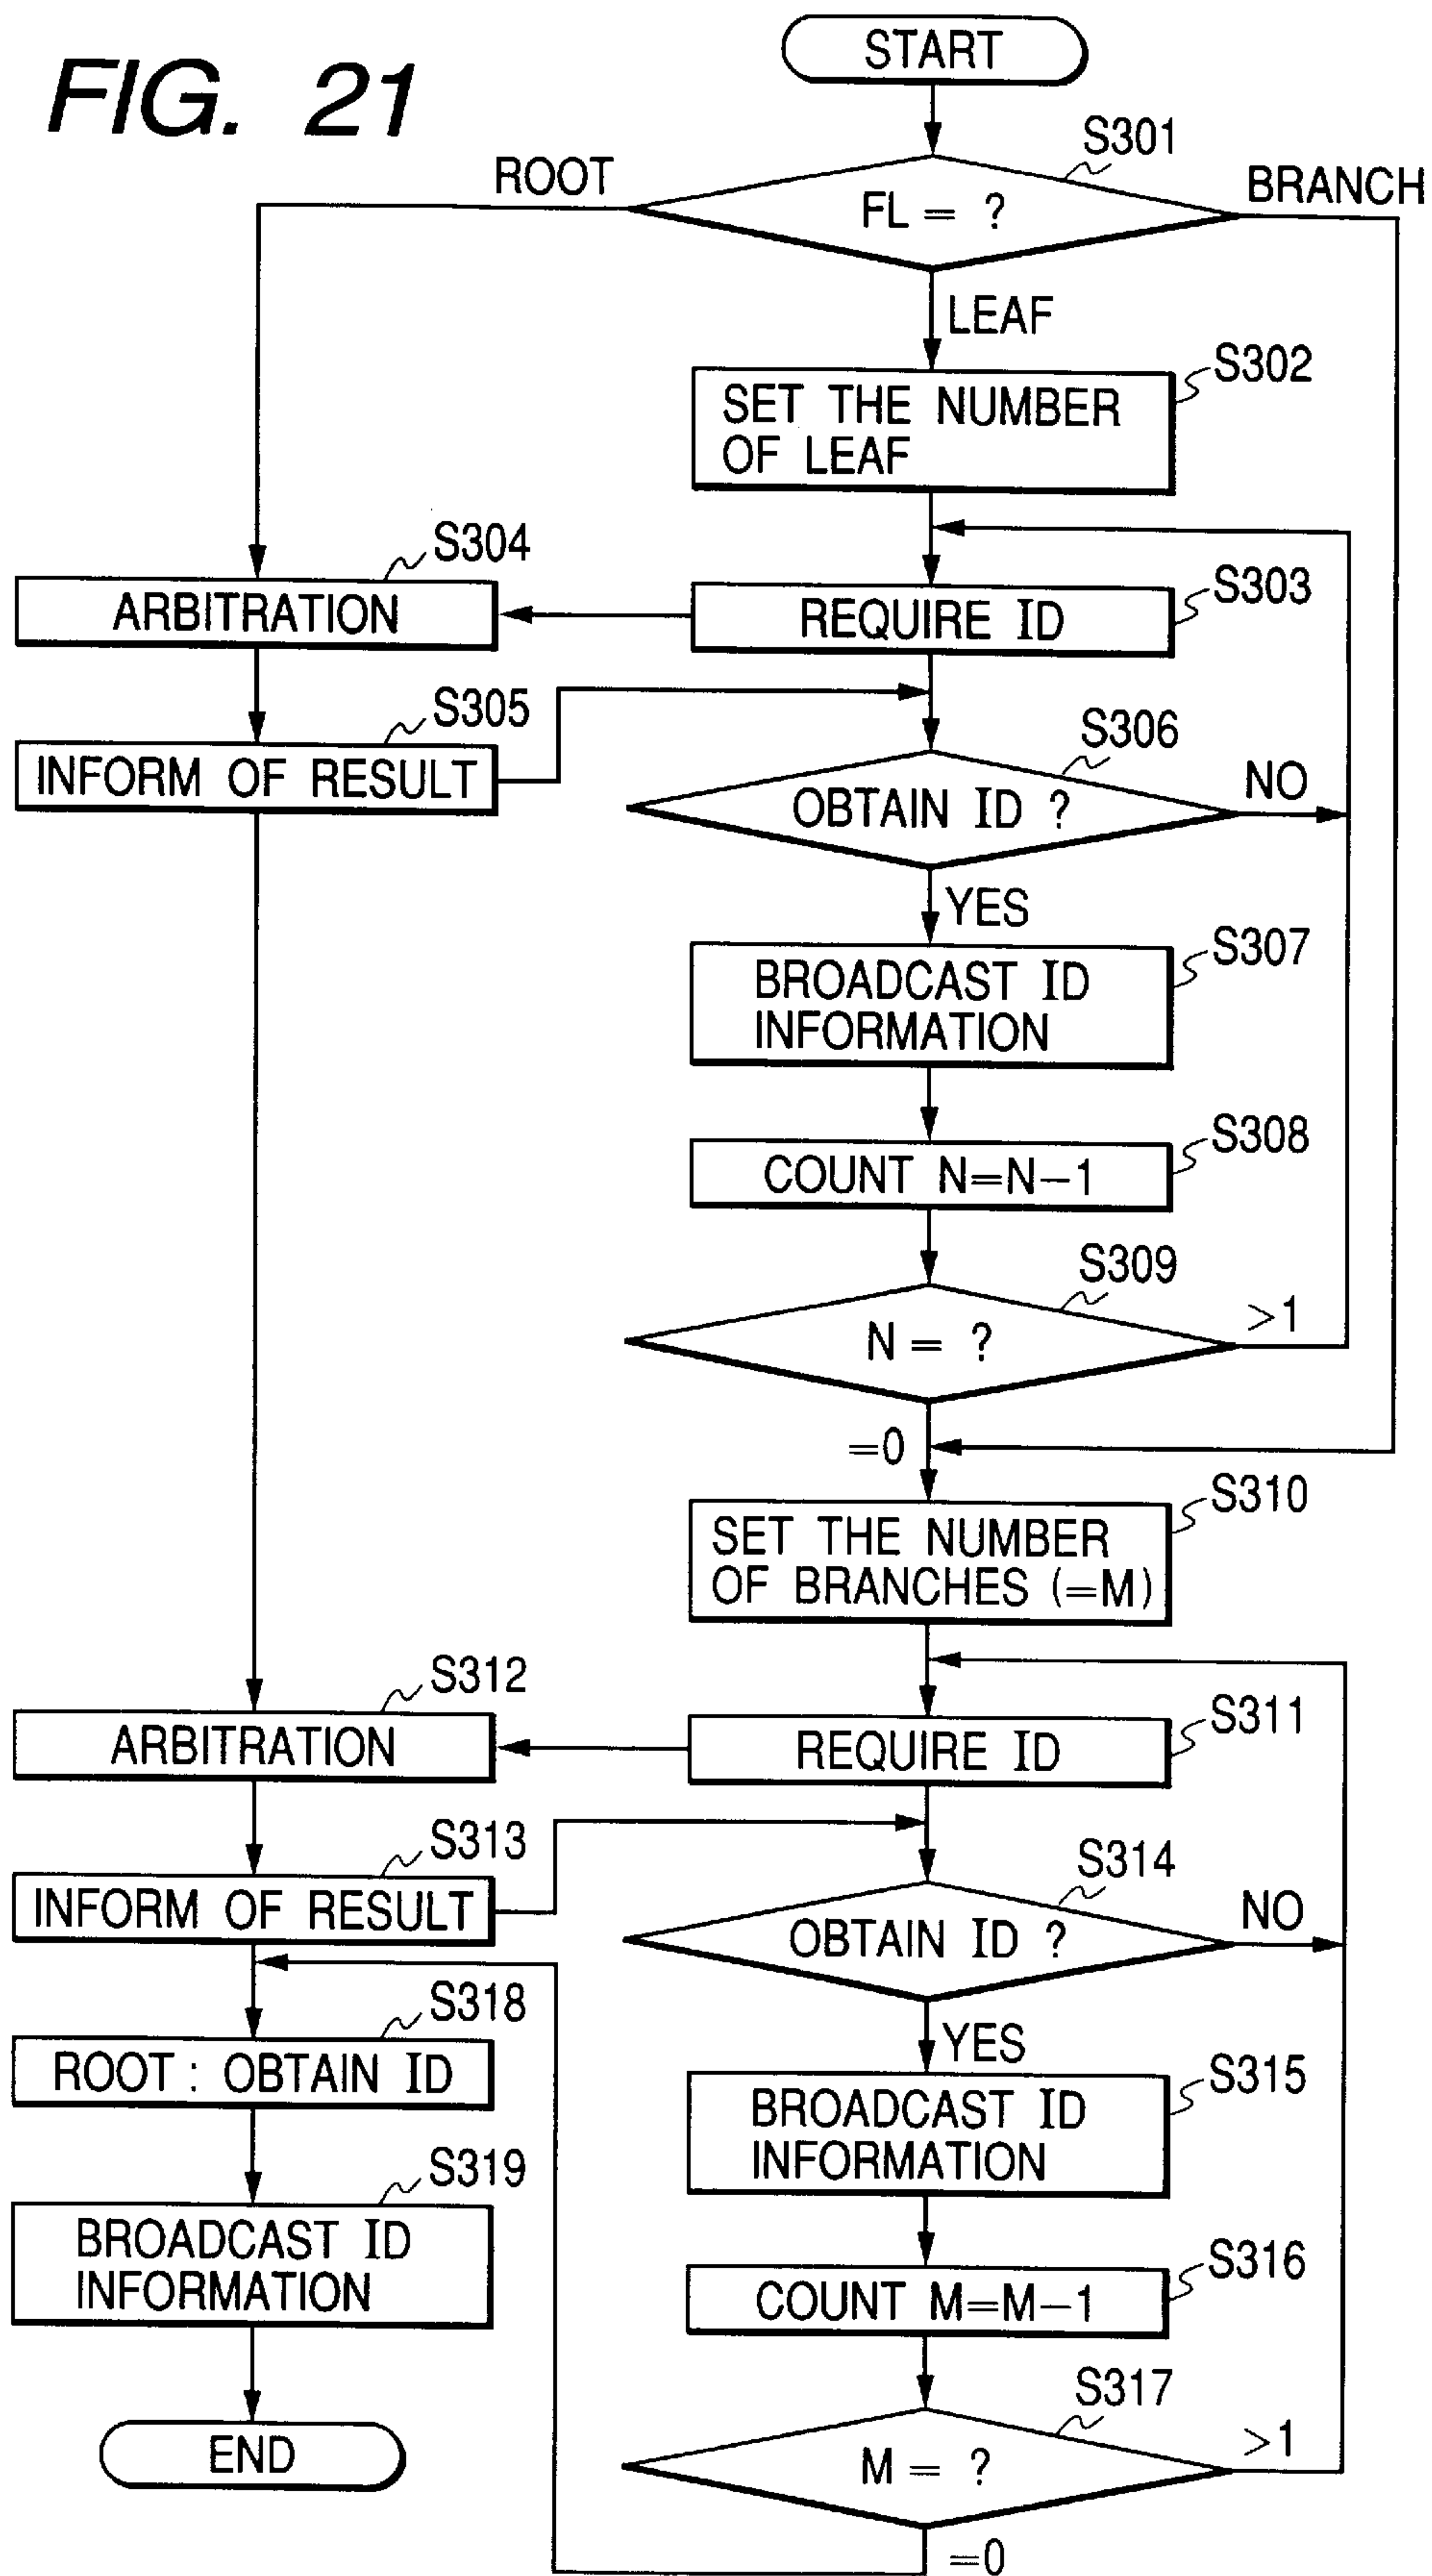 FIG. 21
START
S301
ROOT
BRANCH
FL = ?
LEAF
S302
SET THE NUMBER
OF LEAF
S304
ARBITRATION
S303
REQUIRE ID
S305
INFORM OF RESULT
S306
OBTAIN ID ?
NO
YES
S307
BROADCAST ID
INFORMATION
S308
COUNT N=N-1
S309
N = ?
>1
=0
S310
SET THE NUMBER
OF BRANCHES (=M)
S312
ARBITRATION
S311
REQUIRE ID
S313
INFORM OF RESULT
S314
OBTAIN ID ?
NO
S318
ROOT : OBTAIN ID
YES
S315
BROADCAST ID
INFORMATION
S319
BROADCAST ID
INFORMATION
S316
COUNT M=M-1
S317
M = ?
>1
END
=0